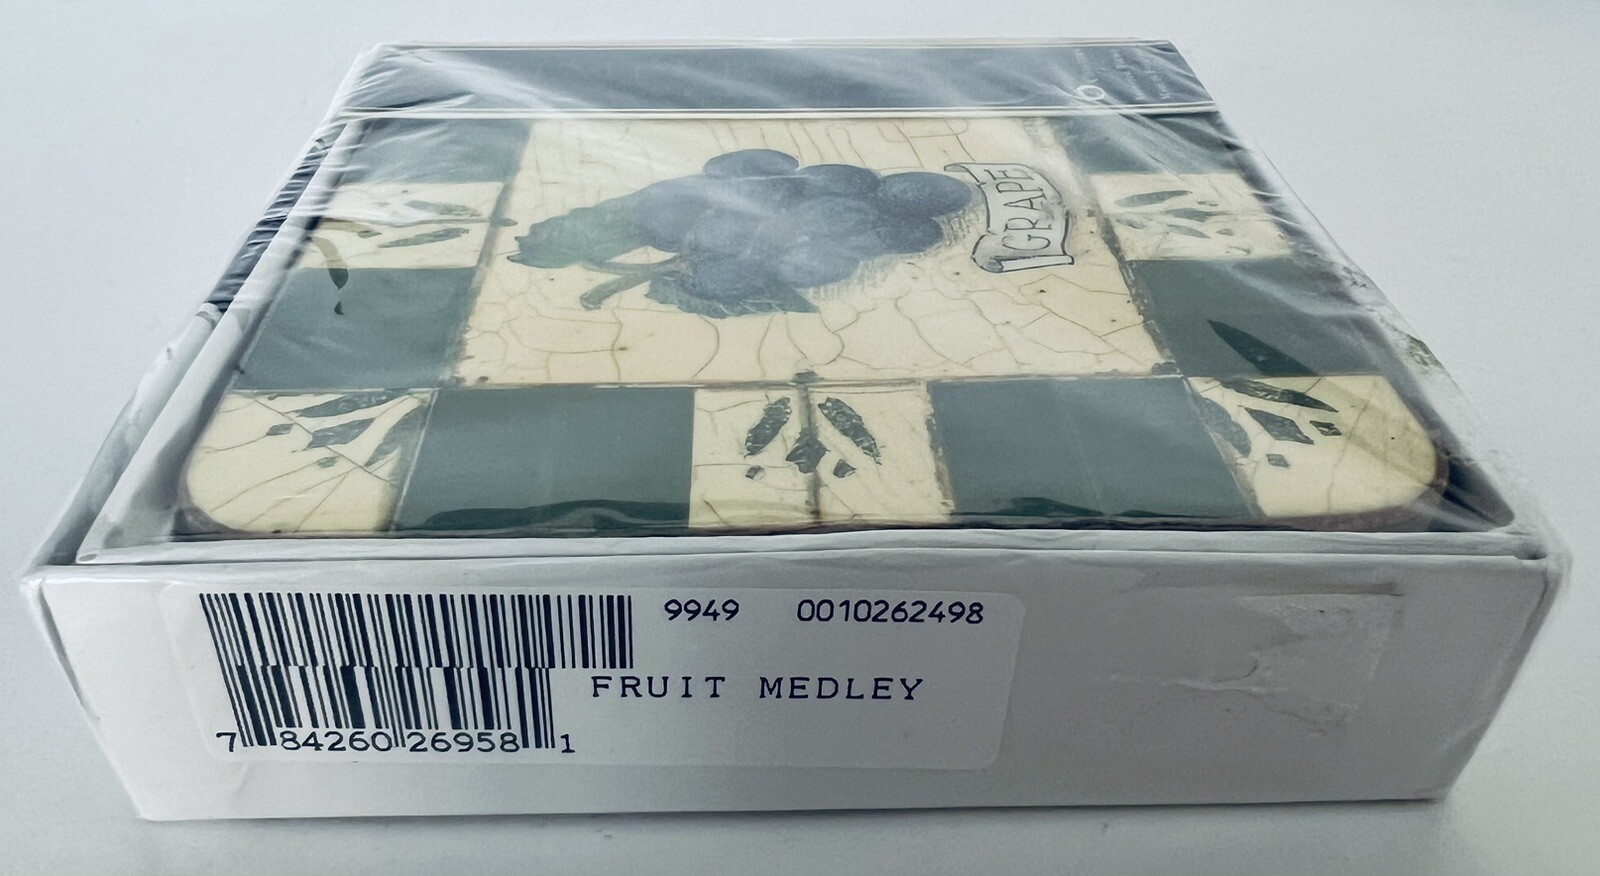 GRAPE
9949 0010262498
FRUIT MEDLEY
7 84260 26958 1